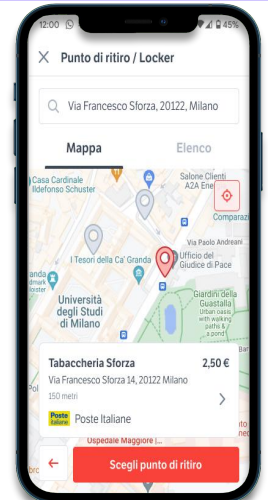 12:00
45%
Punto di ritiro / Locker
Via Francesco Sforza, 20122, Milano
Mappa
Elenco
Casa Cardinale
Ildefonso Schuster
Salone Clienti
A2A Ene
Comparazi
Via Paolo Andreani
I Tesori della Ca' Granda
Ufficio del
Giudice di Pace
anda
dmark
loister
Università
degli Studi
di Milano
Giardini della
Guastalla
Urban oasis
with walking
paths &
a pond
Tabaccheria Sforza
2,50 €
Via Francesco Sforza 14, 20122 Milano
150 metri
Poste
italiane
Poste Italiane
Ospedale Maggiore |...
Scegli punto di ritiro